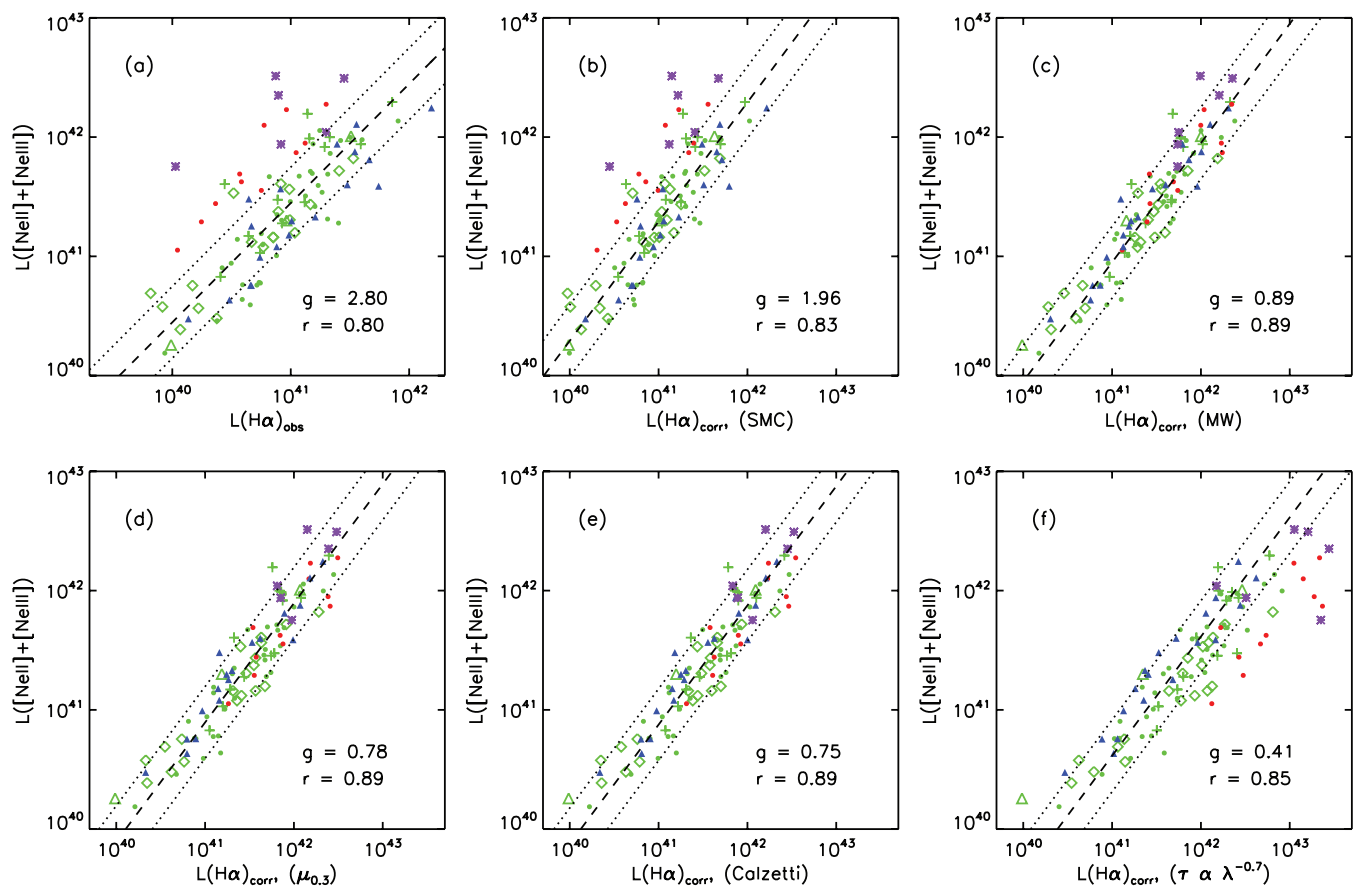 (a)
g = 2.80
r = 0.80
L([NeII]+[NeIII])
10^43
10^42
10^41
10^40
10^40 10^41 10^42
L(Hα)_obs
(b)
g = 1.96
r = 0.83
L([NeII]+[NeIII])
10^43
10^42
10^41
10^40
10^40 10^41 10^42 10^43
L(Hα)_corr, (SMC)
(c)
g = 0.89
r = 0.89
L([NeII]+[NeIII])
10^43
10^42
10^41
10^40
10^40 10^41 10^42 10^43
L(Hα)_corr, (MW)
(d)
g = 0.78
r = 0.89
L([NeII]+[NeIII])
10^43
10^42
10^41
10^40
10^40 10^41 10^42 10^43
L(Hα)_corr, (μ_0.3)
(e)
g = 0.75
r = 0.89
L([NeII]+[NeIII])
10^43
10^42
10^41
10^40
10^40 10^41 10^42 10^43
L(Hα)_corr, (Calzetti)
(f)
g = 0.41
r = 0.85
L([NeII]+[NeIII])
10^43
10^42
10^41
10^40
10^40 10^41 10^42 10^43
L(Hα)_corr, (τ α λ^-0.7)